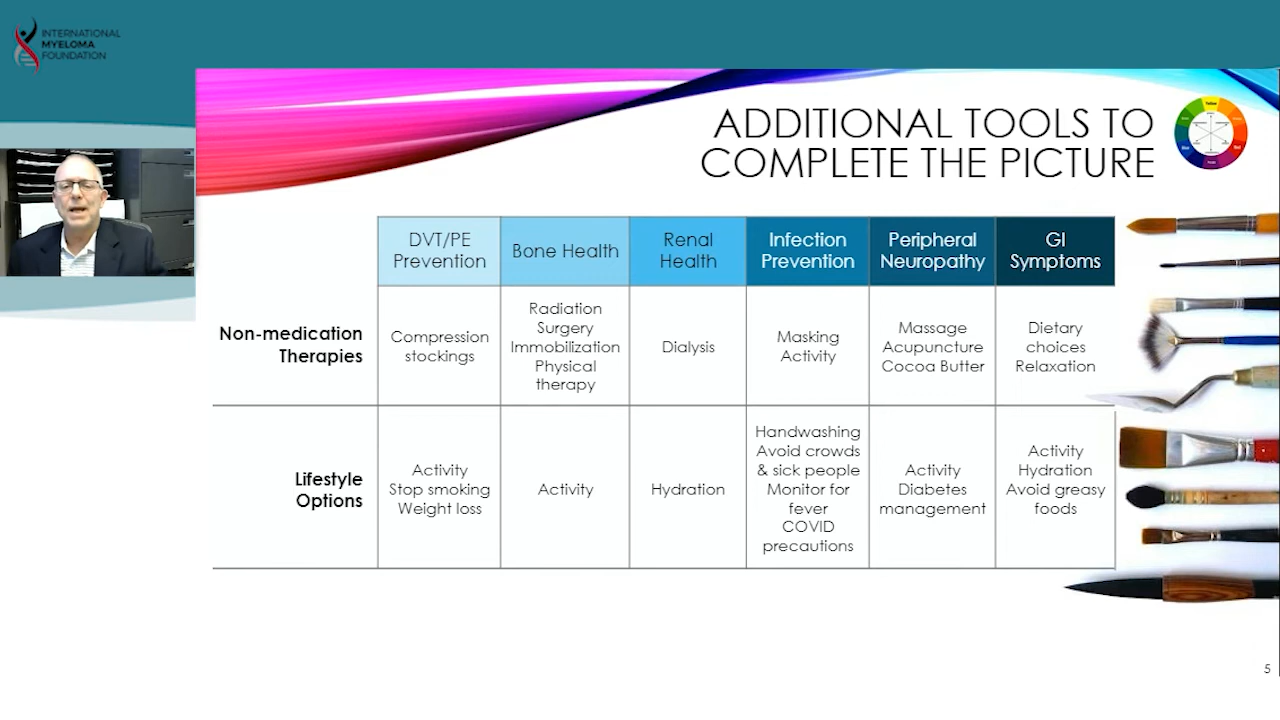 INTERNATIONAL
MYELOMA
FOUNDATION
ADDITIONAL TOOLS TO
COMPLETE THE PICTURE
Yellow
DVT/PE
Prevention
Bone Health
Renal
Health
Infection
Prevention
Peripheral
Neuropathy
GI
Symptoms
Non-medication
Therapies
Compression
stockings
Radiation
Surgery
Immobilization
Physical
therapy
Dialysis
Masking
Activity
Massage
Acupuncture
Cocoa Butter
Dietary
choices
Relaxation
Lifestyle
Options
Activity
Stop smoking
Weight loss
Activity
Hydration
Handwashing
Avoid crowds
& sick people
Monitor for
fever
COVID
precautions
Activity
Diabetes
management
Activity
Hydration
Avoid greasy
foods
5